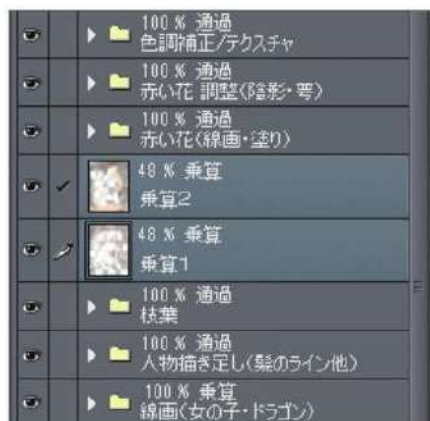 100 % 通過
色調補正/テクスチャ
100 % 通過
赤い花 調整(陰影・萼)
100 % 通過
赤い花(線画・塗り)
48 % 乗算
乗算2
48 % 乗算
乗算1
100 % 通過
枝葉
100 % 通過
人物描き足し(髪のライン他)
100 % 乗算
線画(女の子・ドラゴン)